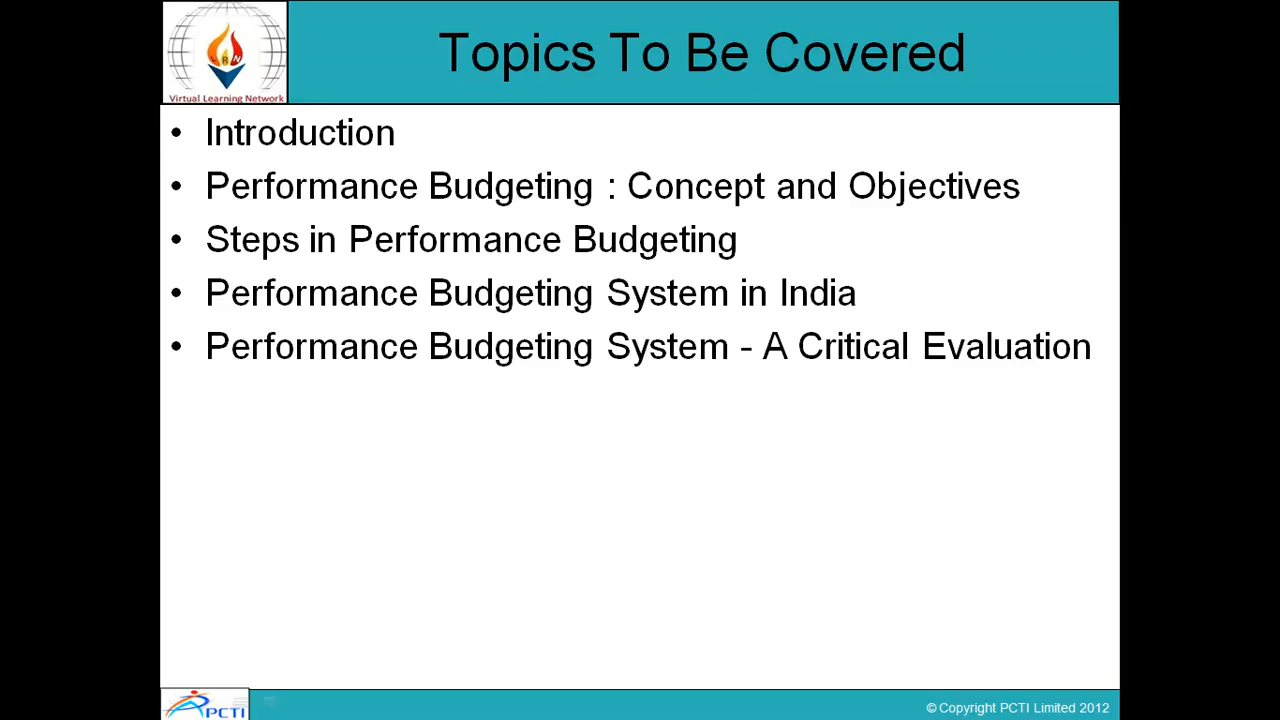 Topics To Be Covered
LRN
Virtual Learning Network
• Introduction
• Performance Budgeting : Concept and Objectives
• Steps in Performance Budgeting
• Performance Budgeting System in India
• Performance Budgeting System - A Critical Evaluation
PCTI
© Copyright PCTI Limited 2012